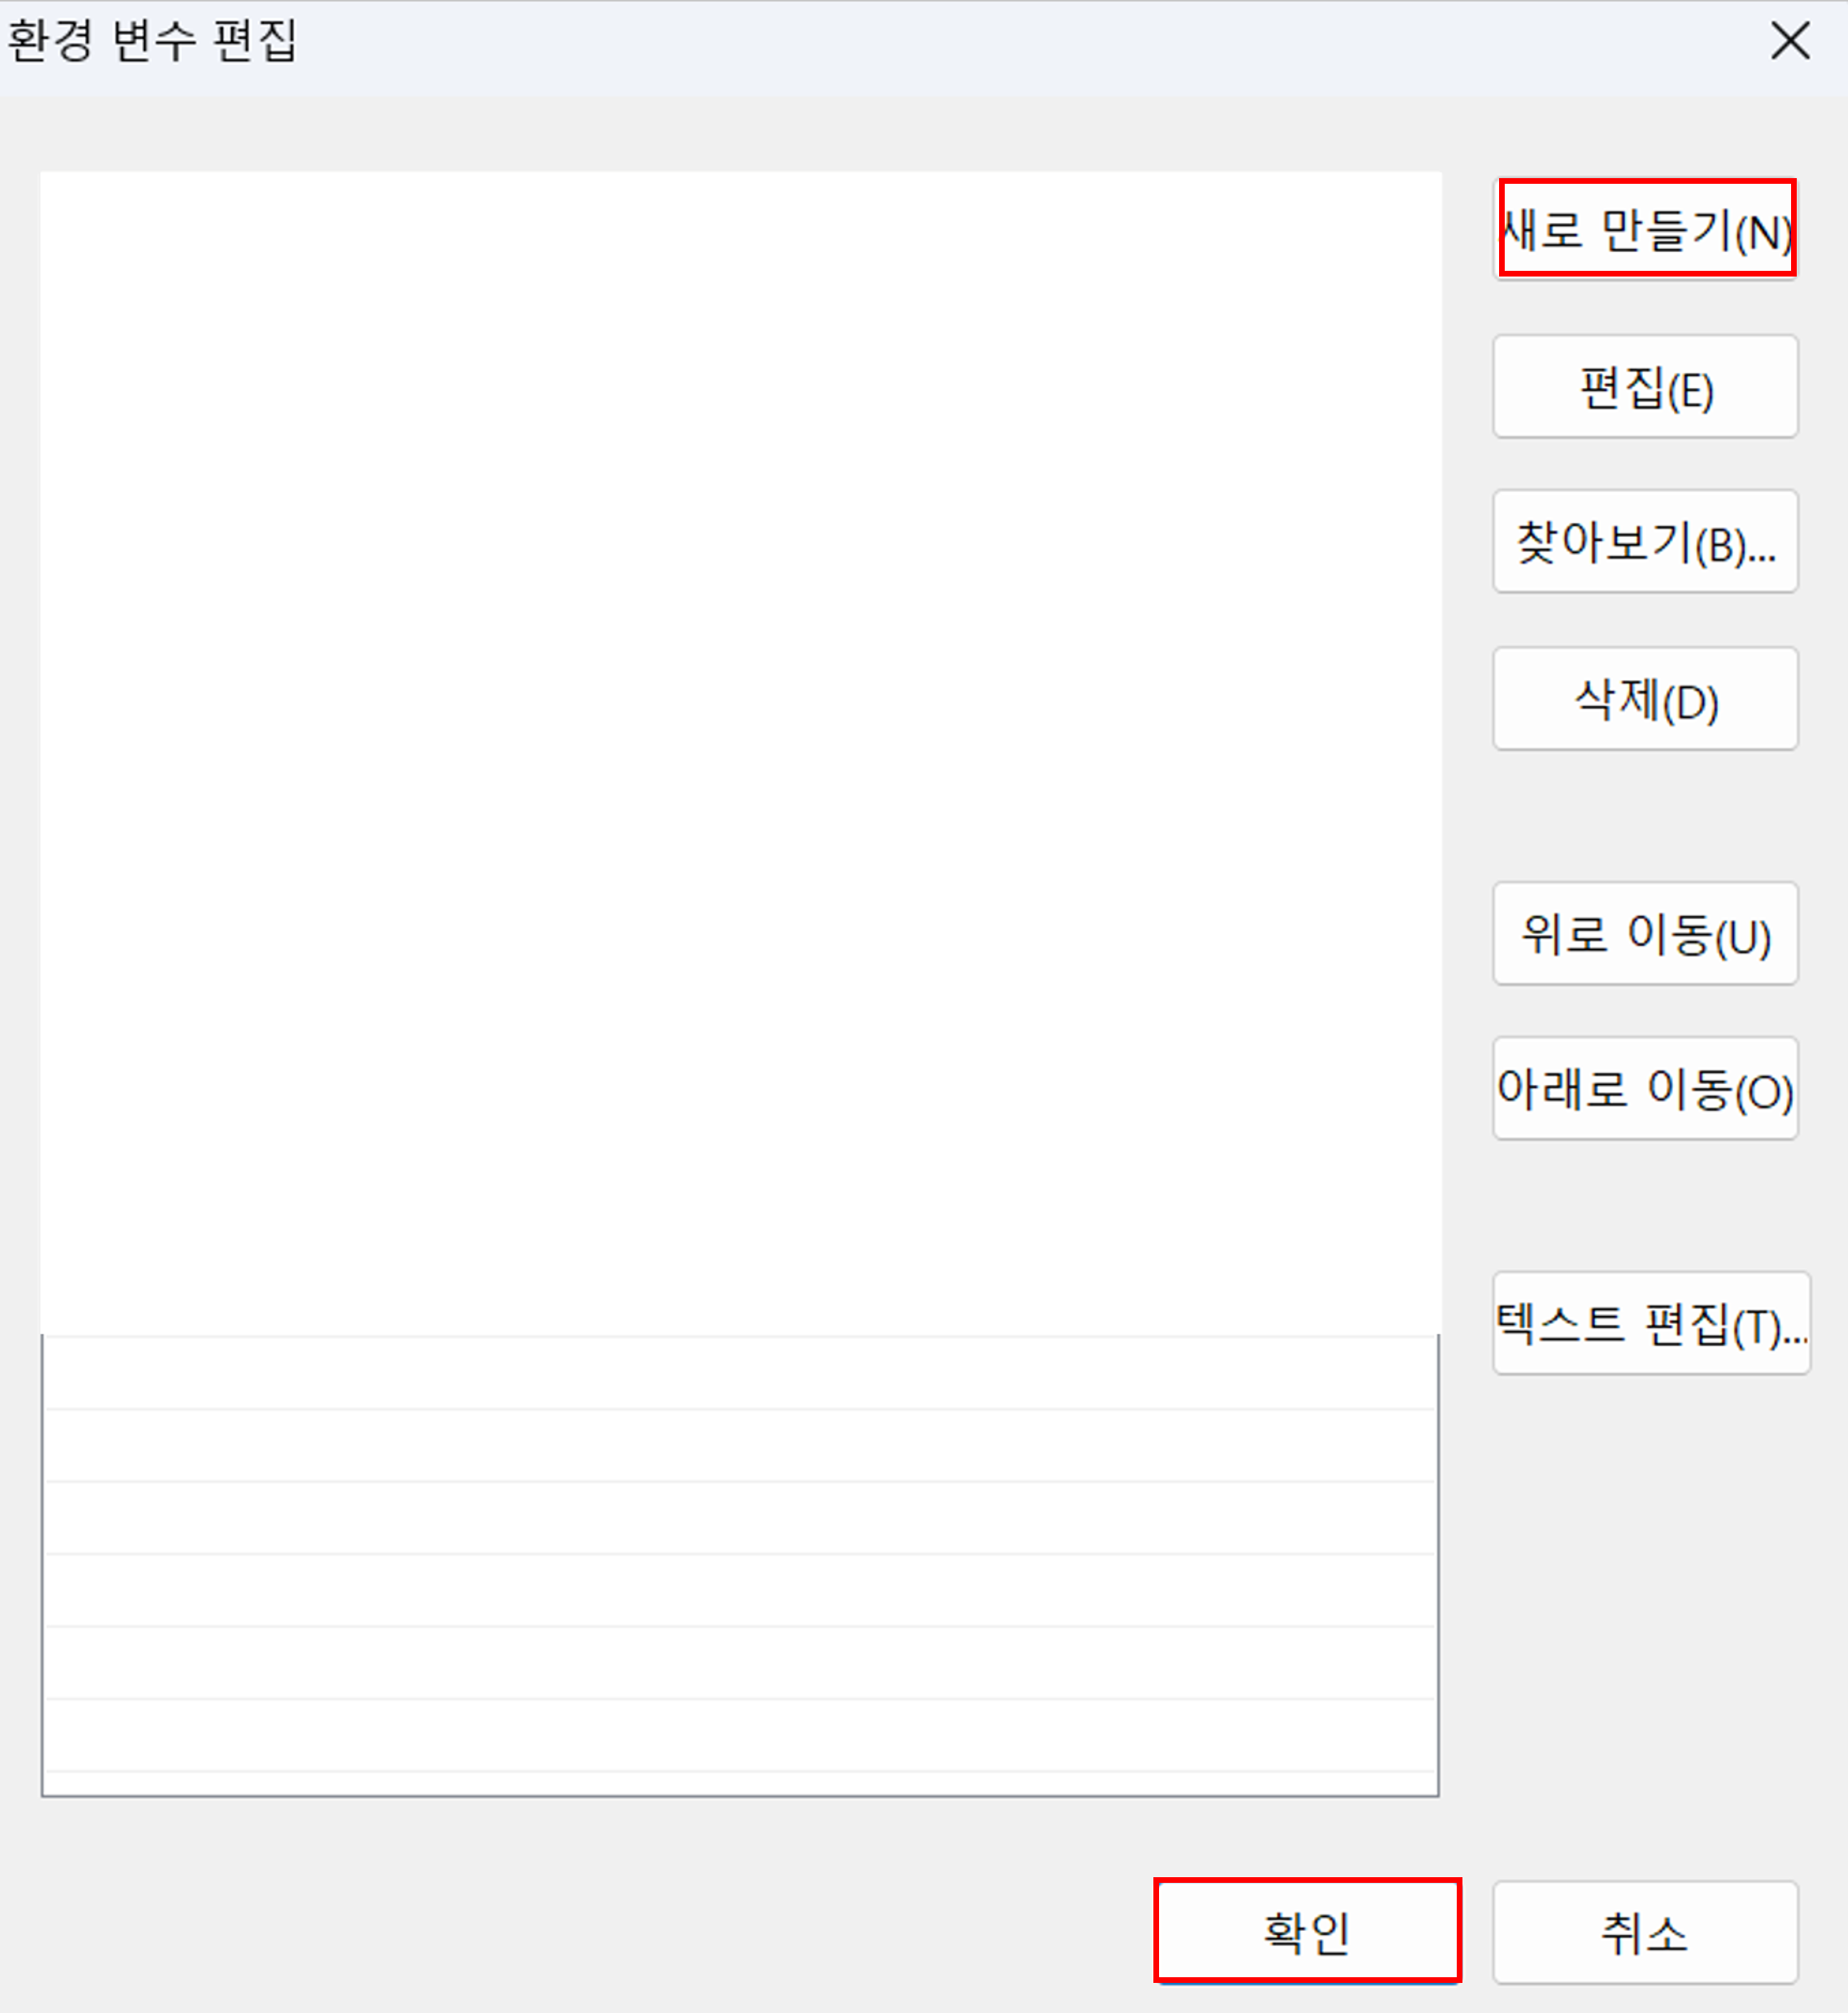 환경 변수 편집
새로 만들기(N)
편집(E)
찾아보기(B)...
삭제(D)
위로 이동(U)
아래로 이동(O)
텍스트 편집(T)...
확인
취소